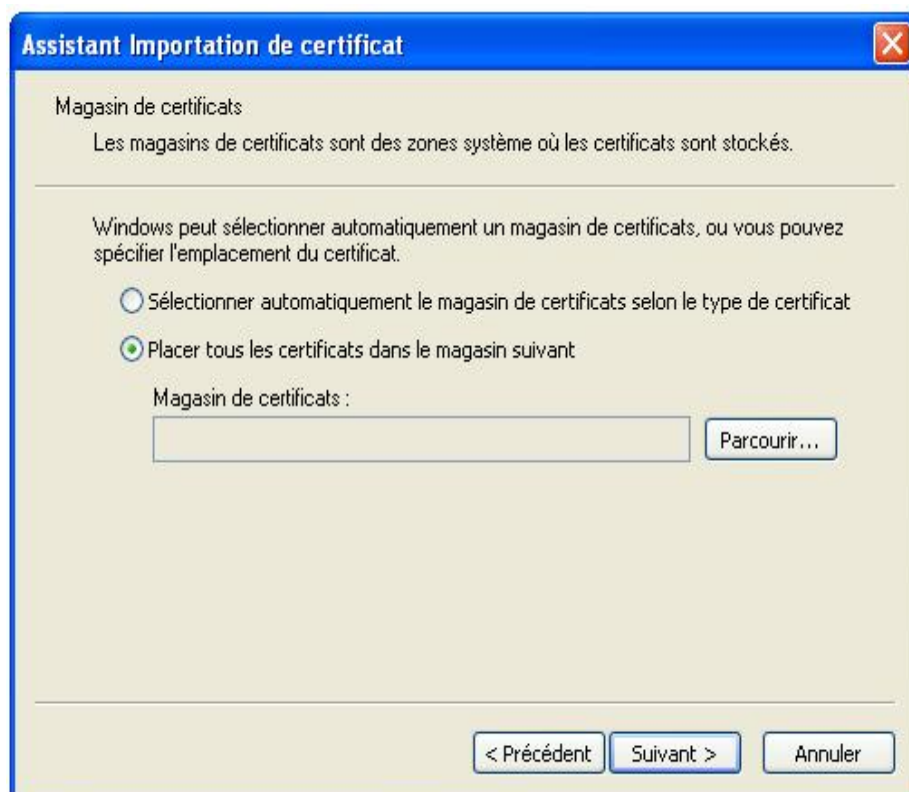 Assistant Importation de certificat
Magasin de certificats
Les magasins de certificats sont des zones système où les certificats sont stockés.
Windows peut sélectionner automatiquement un magasin de certificats, ou vous pouvez
spécifier l'emplacement du certificat.
Sélectionner automatiquement le magasin de certificats selon le type de certificat
Placer tous les certificats dans le magasin suivant
Magasin de certificats :
Parcourir...
< Précédent Suivant > Annuler